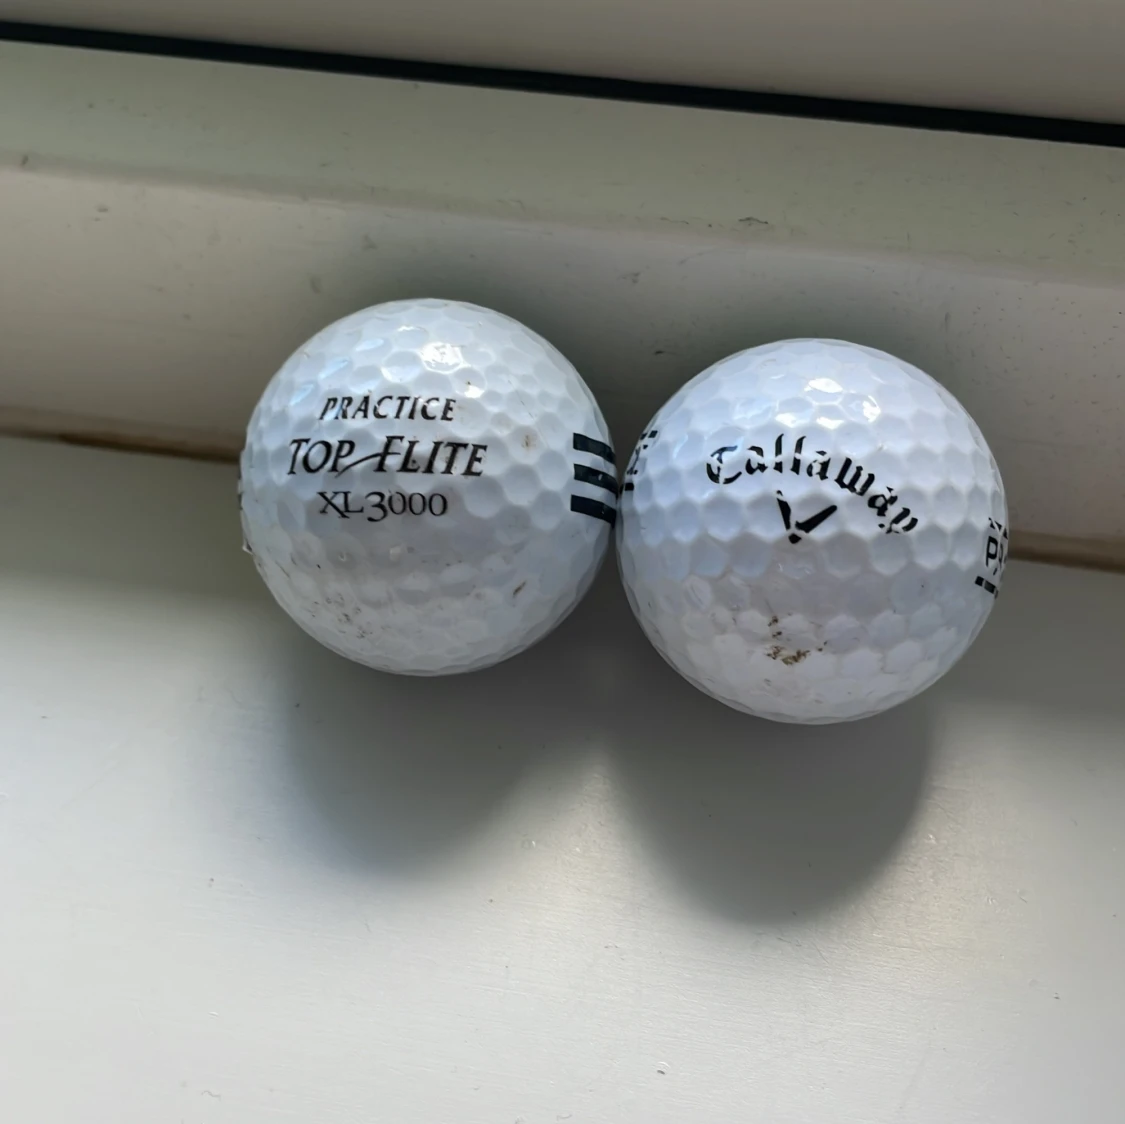 PRACTICE
TOP-FLITE
XL3000
Callaway